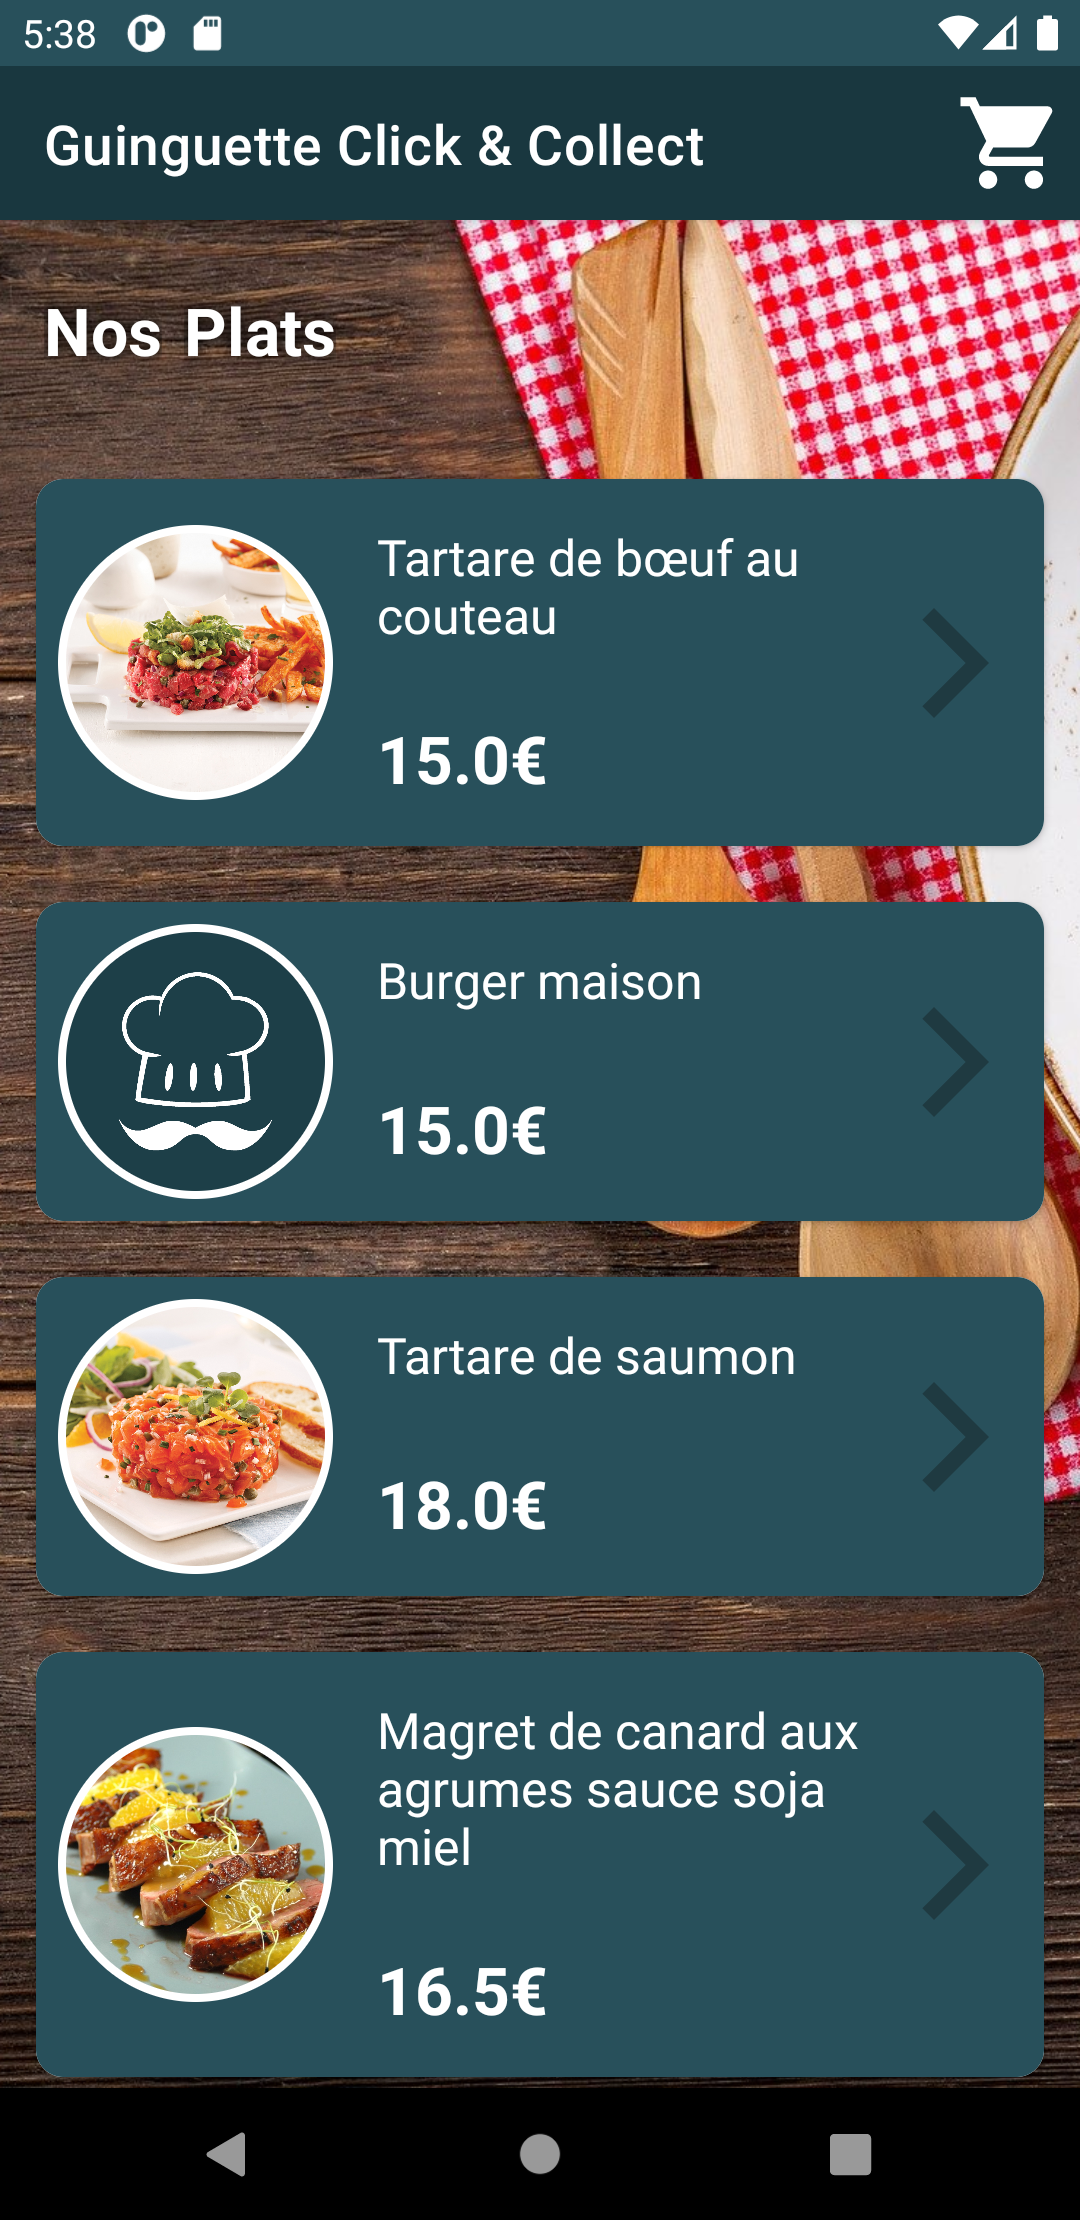 5:38
Guinguette Click & Collect
Nos Plats
Tartare de bœuf au
couteau
15.0€
Burger maison
15.0€
Tartare de saumon
18.0€
Magret de canard aux
agrumes sauce soja
miel
16.5€